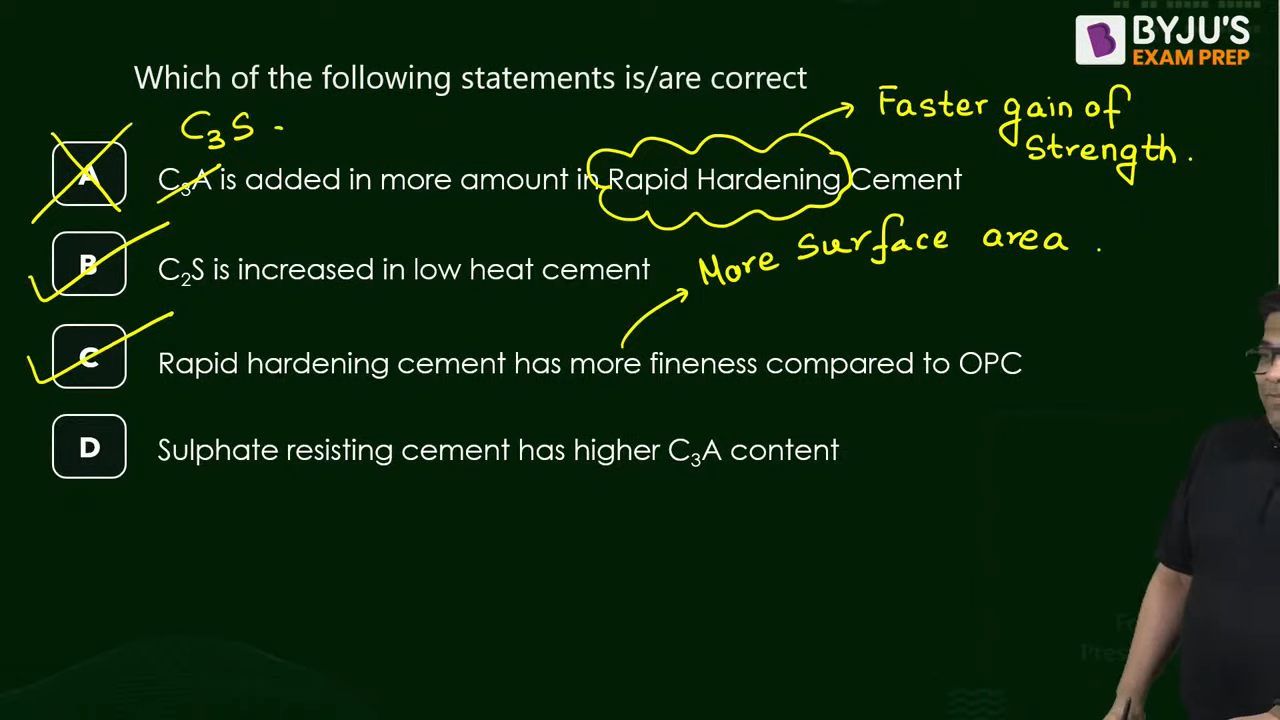 BYJU'S
EXAM PREP
Which of the following statements is/are correct
Faster gain of
Strength.
C₃S -
A C₃A is added in more amount in Rapid Hardening Cement
More surface area.
B C₂S is increased in low heat cement
C Rapid hardening cement has more fineness compared to OPC
D Sulphate resisting cement has higher C₃A content